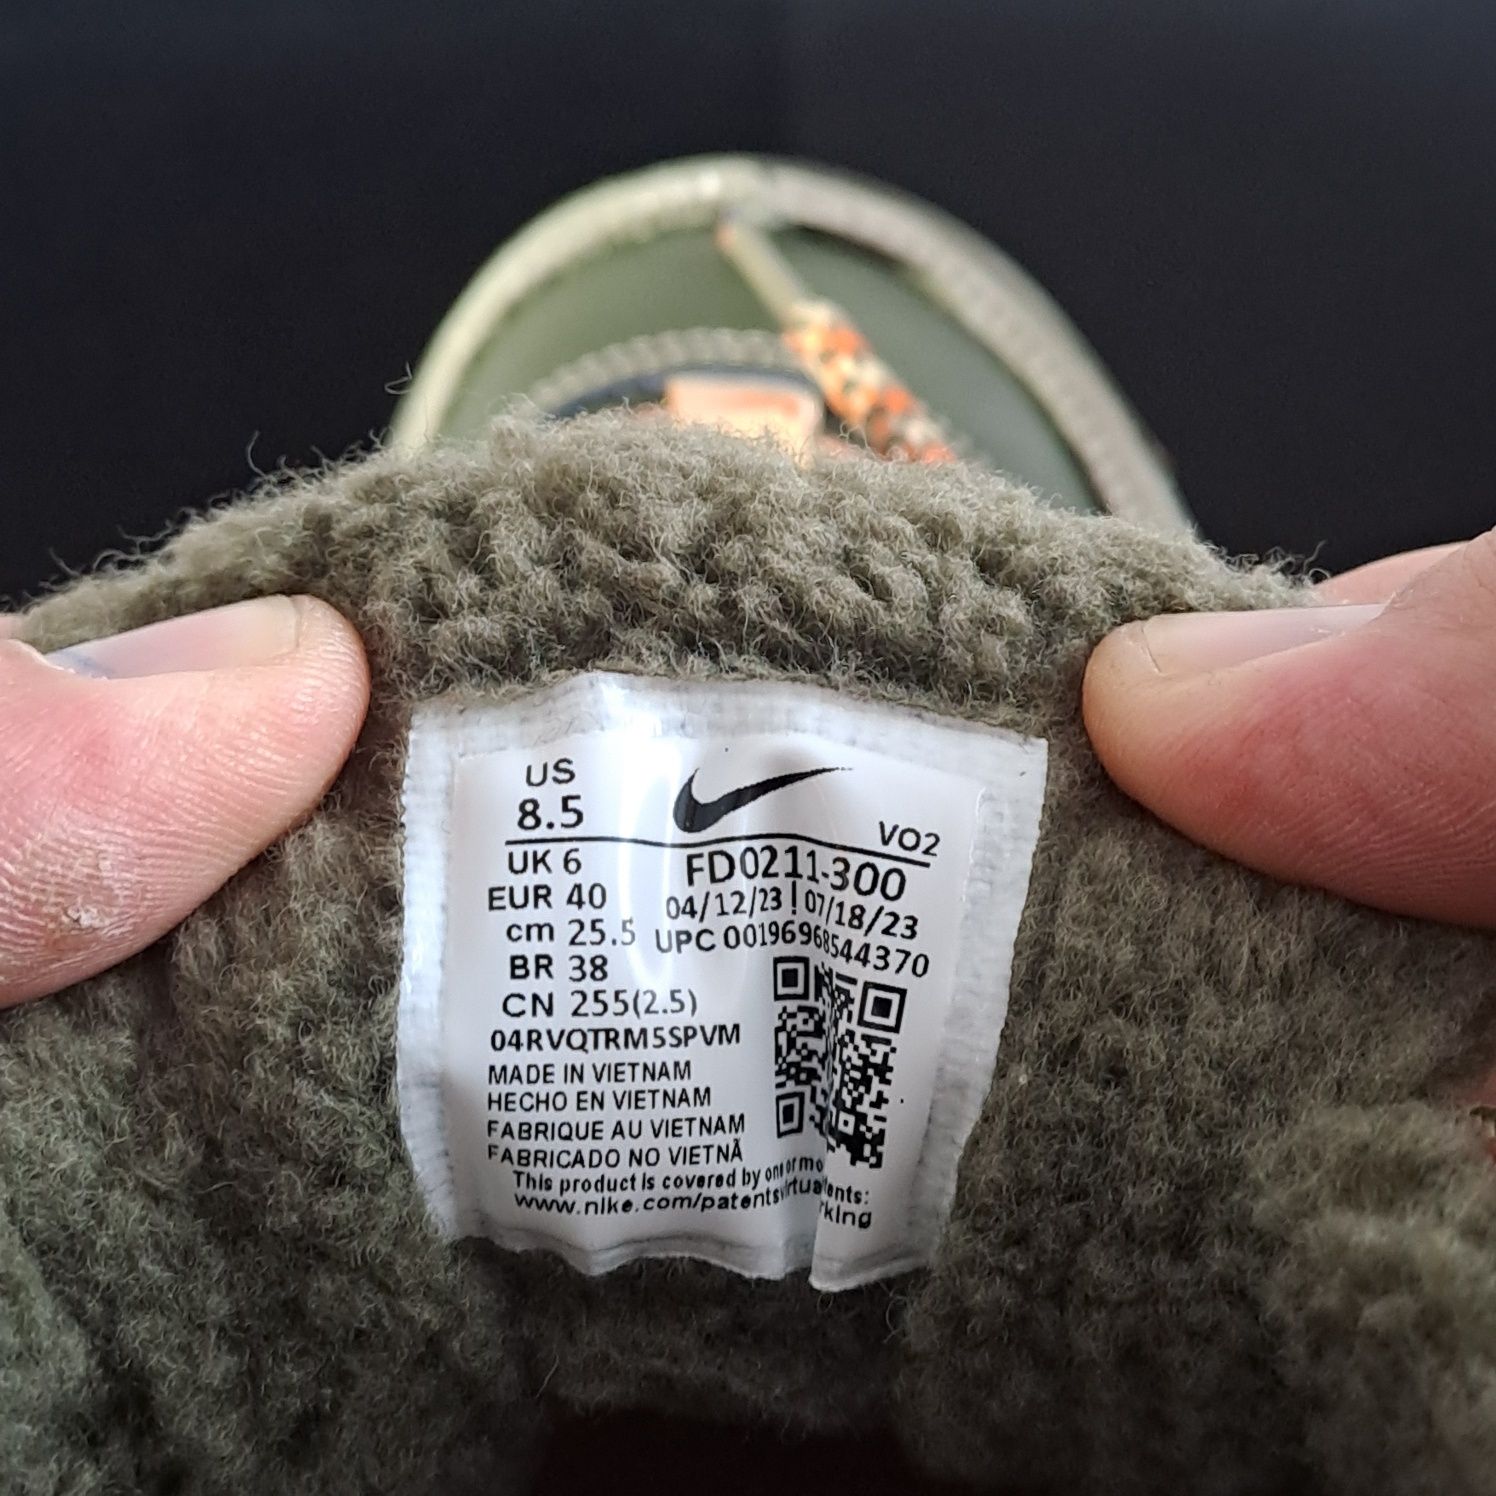 US
8.5
VO2
UK 6
EUR 40
cm 25.5
BR 38
CN 255(2.5)
FD0211-300
04/12/23 | 07/18/23
UPC 00196968544370
04RVQTRM5SPVM
MADE IN VIETNAM
HECHO EN VIETNAM
FABRIQUE AU VIETNAM
FABRICADO NO VIETNÃ
This product is covered by one or mo
www.nike.com/patents